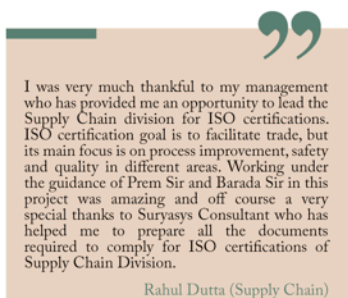 ”
I was very much thankful to my management
who has provided me an opportunity to lead the
Supply Chain division for ISO certifications.
ISO certification goal is to facilitate trade, but
its main focus is on process improvement, safety
and quality in different areas. Working under
the guidance of Prem Sir and Barada Sir in this
project was amazing and off course a very
special thanks to Suryasys Consultant who has
helped me to prepare all the documents
required to comply for ISO certifications of
Supply Chain Division.
Rahul Dutta (Supply Chain)